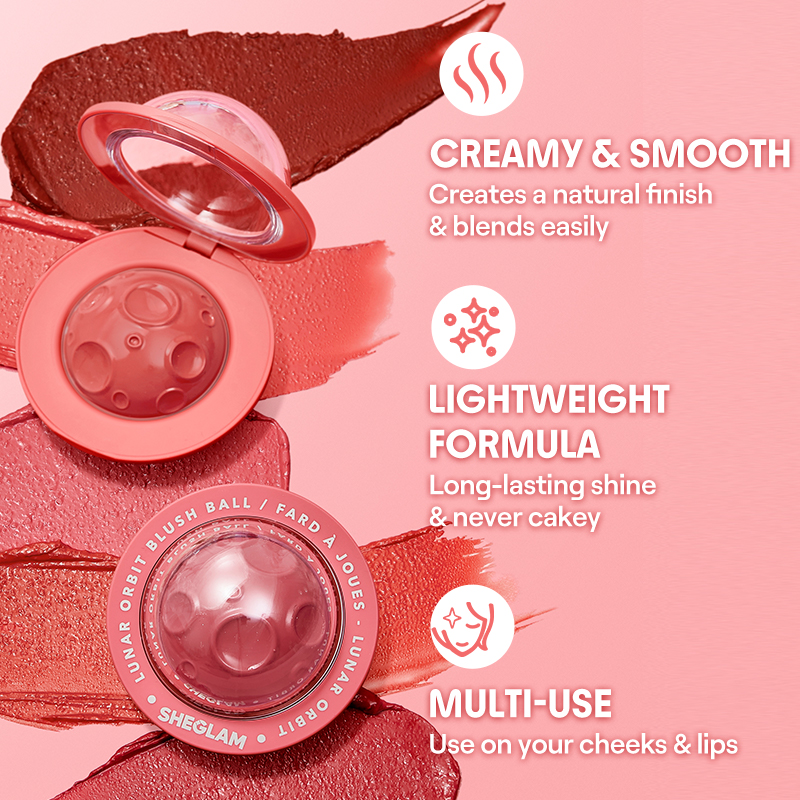 CREAMY & SMOOTH
Creates a natural finish
& blends easily
LIGHTWEIGHT
FORMULA
Long-lasting shine
& never cakey
MULTI-USE
Use on your cheeks & lips
LUNAR ORBIT BLUSH BALL / FARD À JOUES - LUNAR ORBIT
SHEGLAM